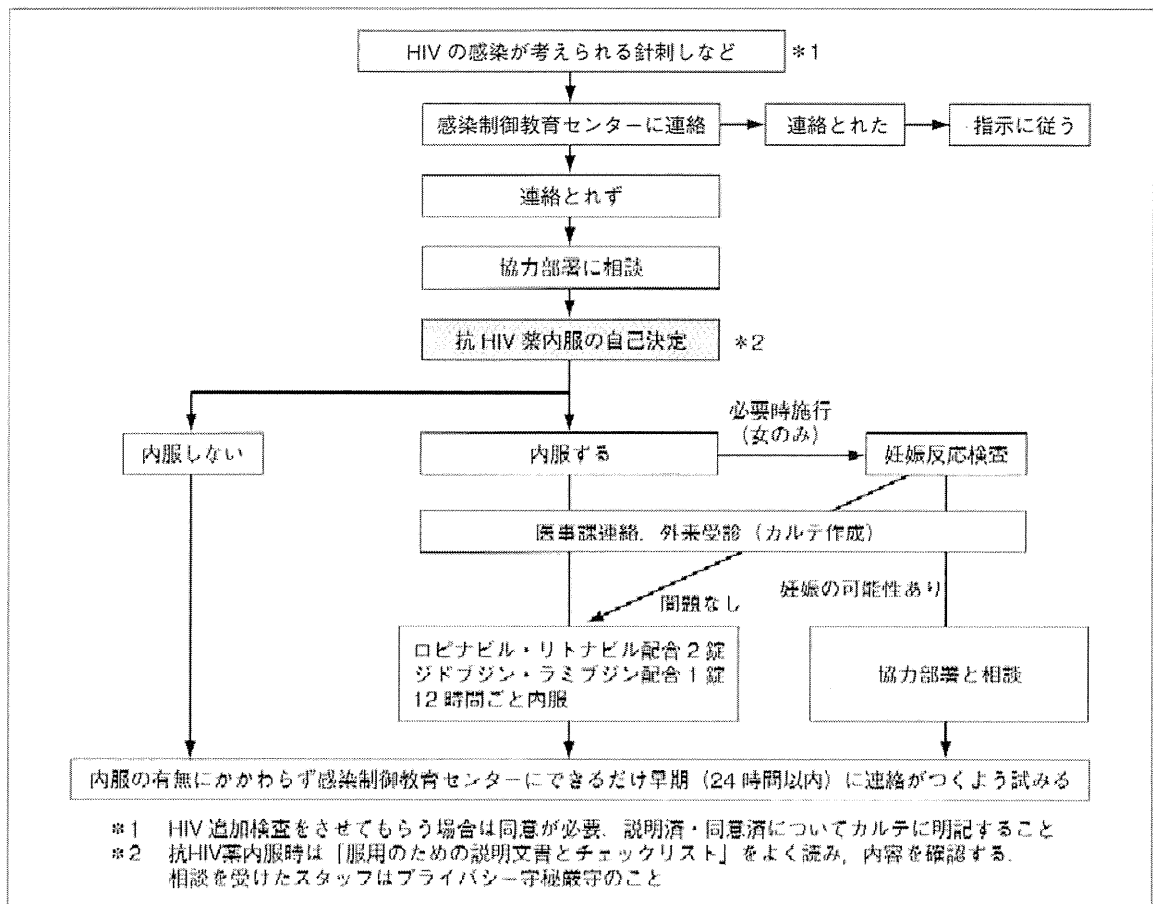 HIV の感染が考えられる針刺しなど
＊1
感染制御教育センターに連絡
連絡とれた
指示に従う
連絡とれず
協力部署に相談
抗 HIV 薬内服の自己決定
＊2
内服しない
内服する
必要時施行
(女のみ)
妊娠反応検査
医事課連絡，外来受診（カルテ作成）
問題なし
妊娠の可能性あり
ロピナビル・リトナビル配合 2 錠
ジドブジン・ラミブジン配合 1 錠
12 時間ごと内服
協力部署と相談
内服の有無にかかわらず感染制御教育センターにできるだけ早期（24 時間以内）に連絡がつくよう試みる
＊1 HIV 追加検査をさせてもらう場合は同意が必要．説明済・同意済についてカルテに明記すること
＊2 抗HIV薬内服時は「服用のための説明文書とチェックリスト」をよく読み，内容を確認する．
相談を受けたスタッフはプライバシー守秘厳守のこと